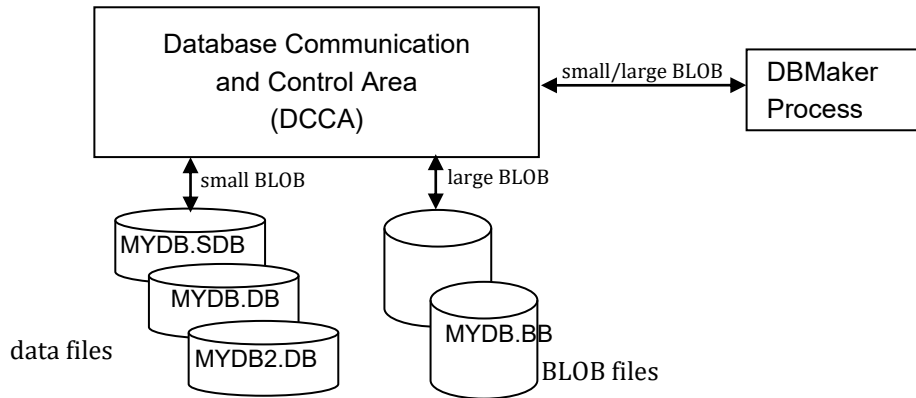 Database Communication
and Control Area
(DCCA)
small/large BLOB
DBMaker
Process
small BLOB
large BLOB
MYDB.SDB
MYDB.DB
MYDB2.DB
MYDB.BB
data files
BLOB files